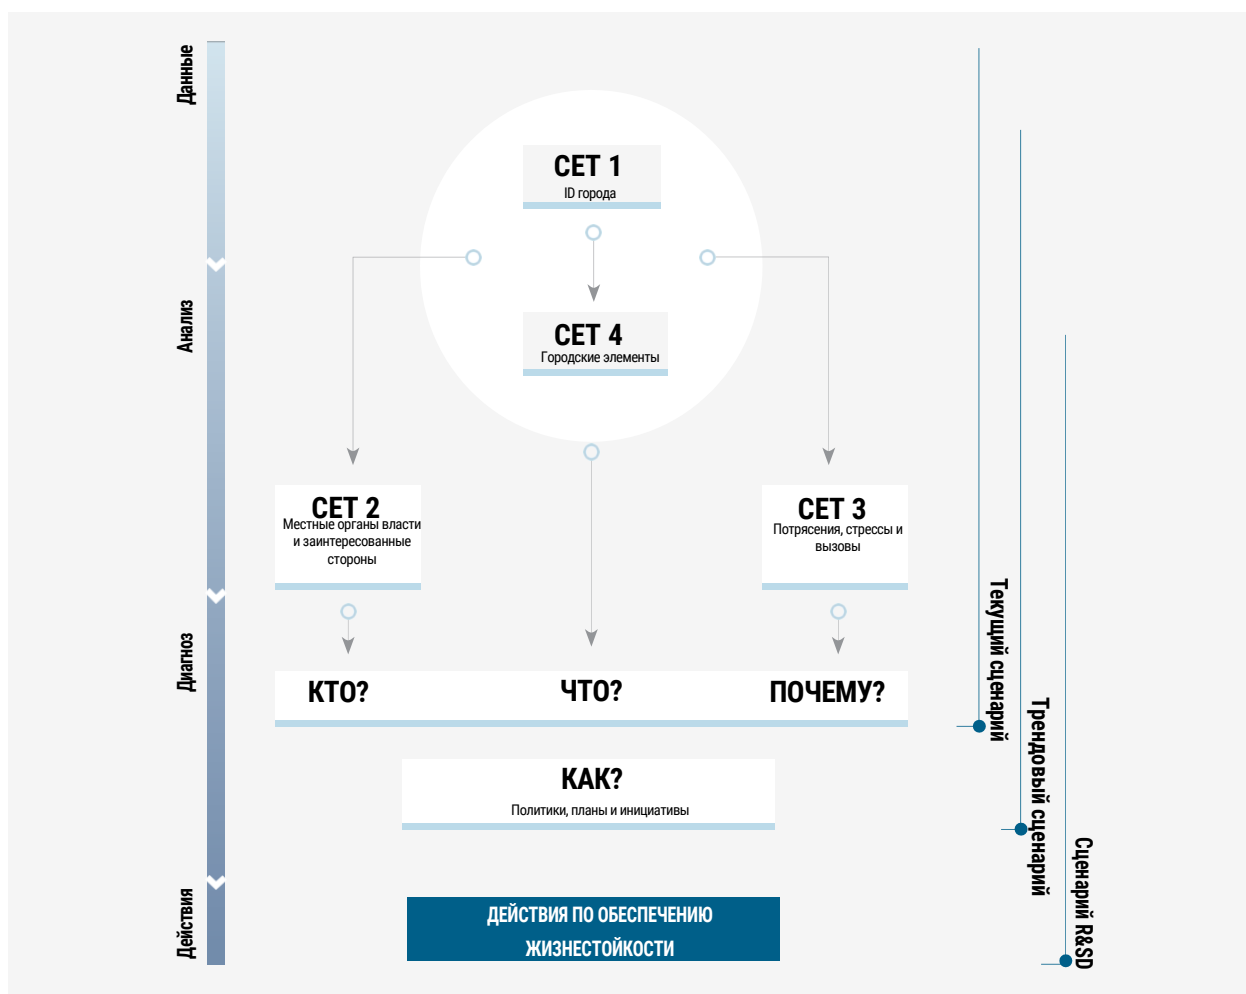 Данные
СЕТ 1
ID города
Анализ
СЕТ 4
Городские элементы
СЕТ 2
Местные органы власти
и заинтересованные
стороны
СЕТ 3
Потрясения, стрессы и
вызовы
Диагноз
КТО?
ЧТО?
ПОЧЕМУ?
КАК?
Политики, планы и инициативы
Действия
ДЕЙСТВИЯ ПО ОБЕСПЕЧЕНИЮ
ЖИЗНЕСТОЙКОСТИ
Текущий сценарий
Трендовый сценарий
Сценарий R&SD